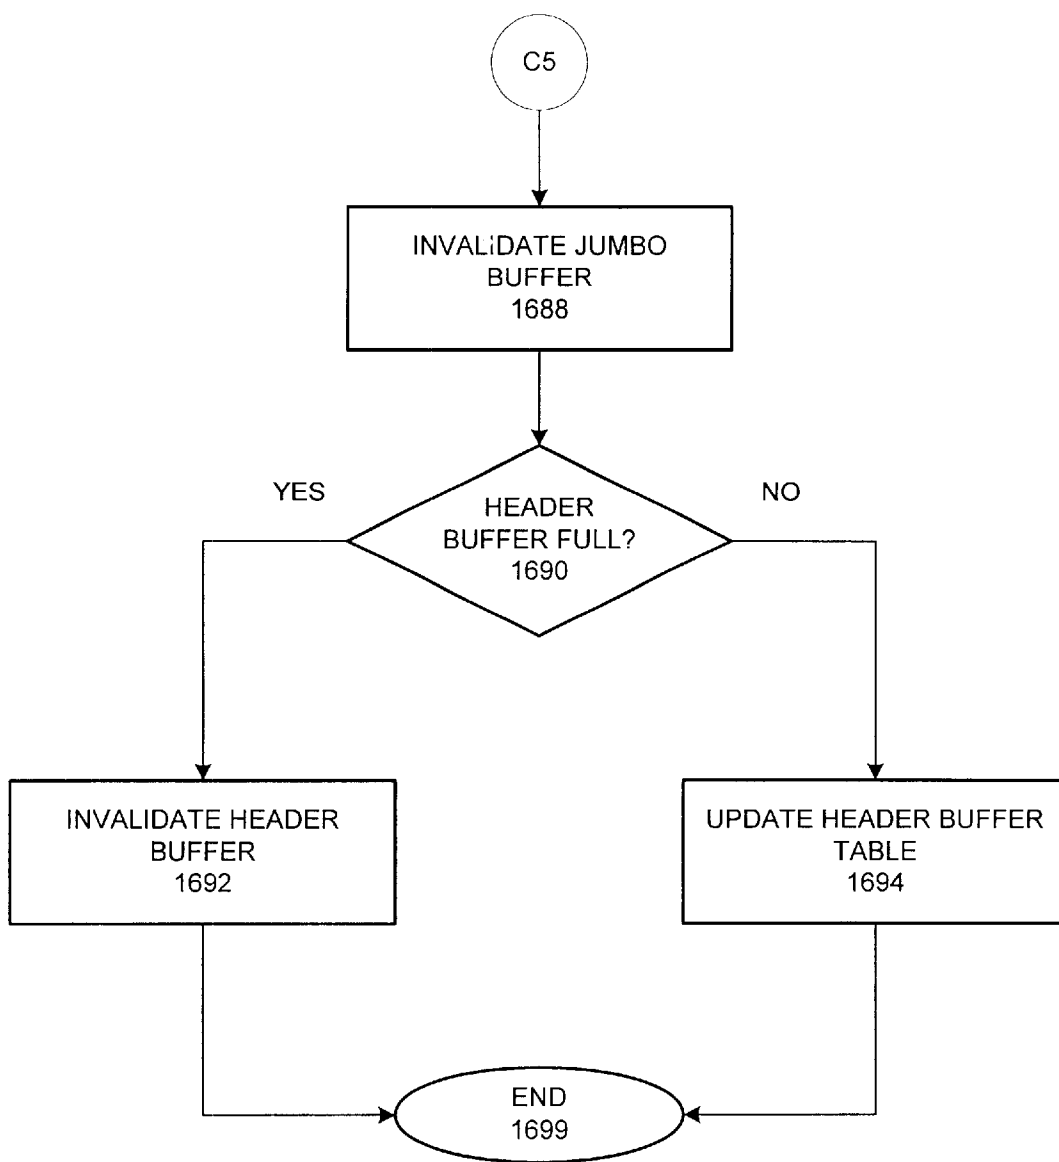 C5
INVALIDATE JUMBO
BUFFER
1688
YES
NO
HEADER
BUFFER FULL?
1690
INVALIDATE HEADER
BUFFER
1692
UPDATE HEADER BUFFER
TABLE
1694
END
1699